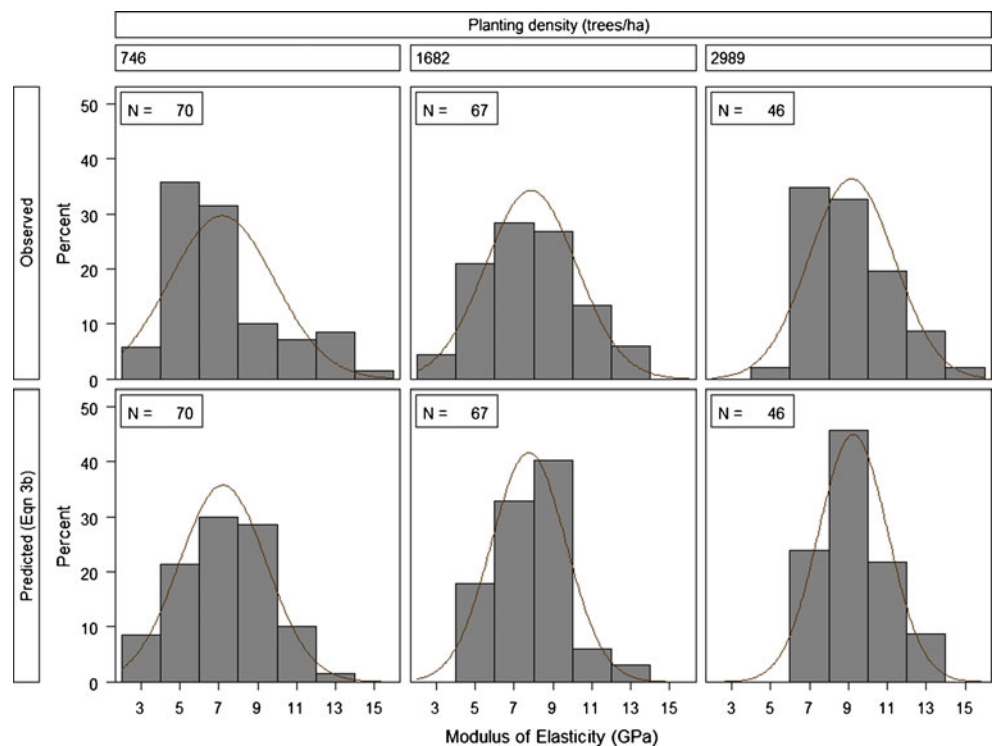 Planting density (trees/ha)
746 1682 2989
Observed
Percent
50
40
30
20
10
0
N = 70
N = 67
N = 46
Predicted (Eqn 3b)
Percent
50
40
30
20
10
0
N = 70
N = 67
N = 46
3 5 7 9 11 13 15 3 5 7 9 11 13 15 3 5 7 9 11 13 15
Modulus of Elasticity (GPa)